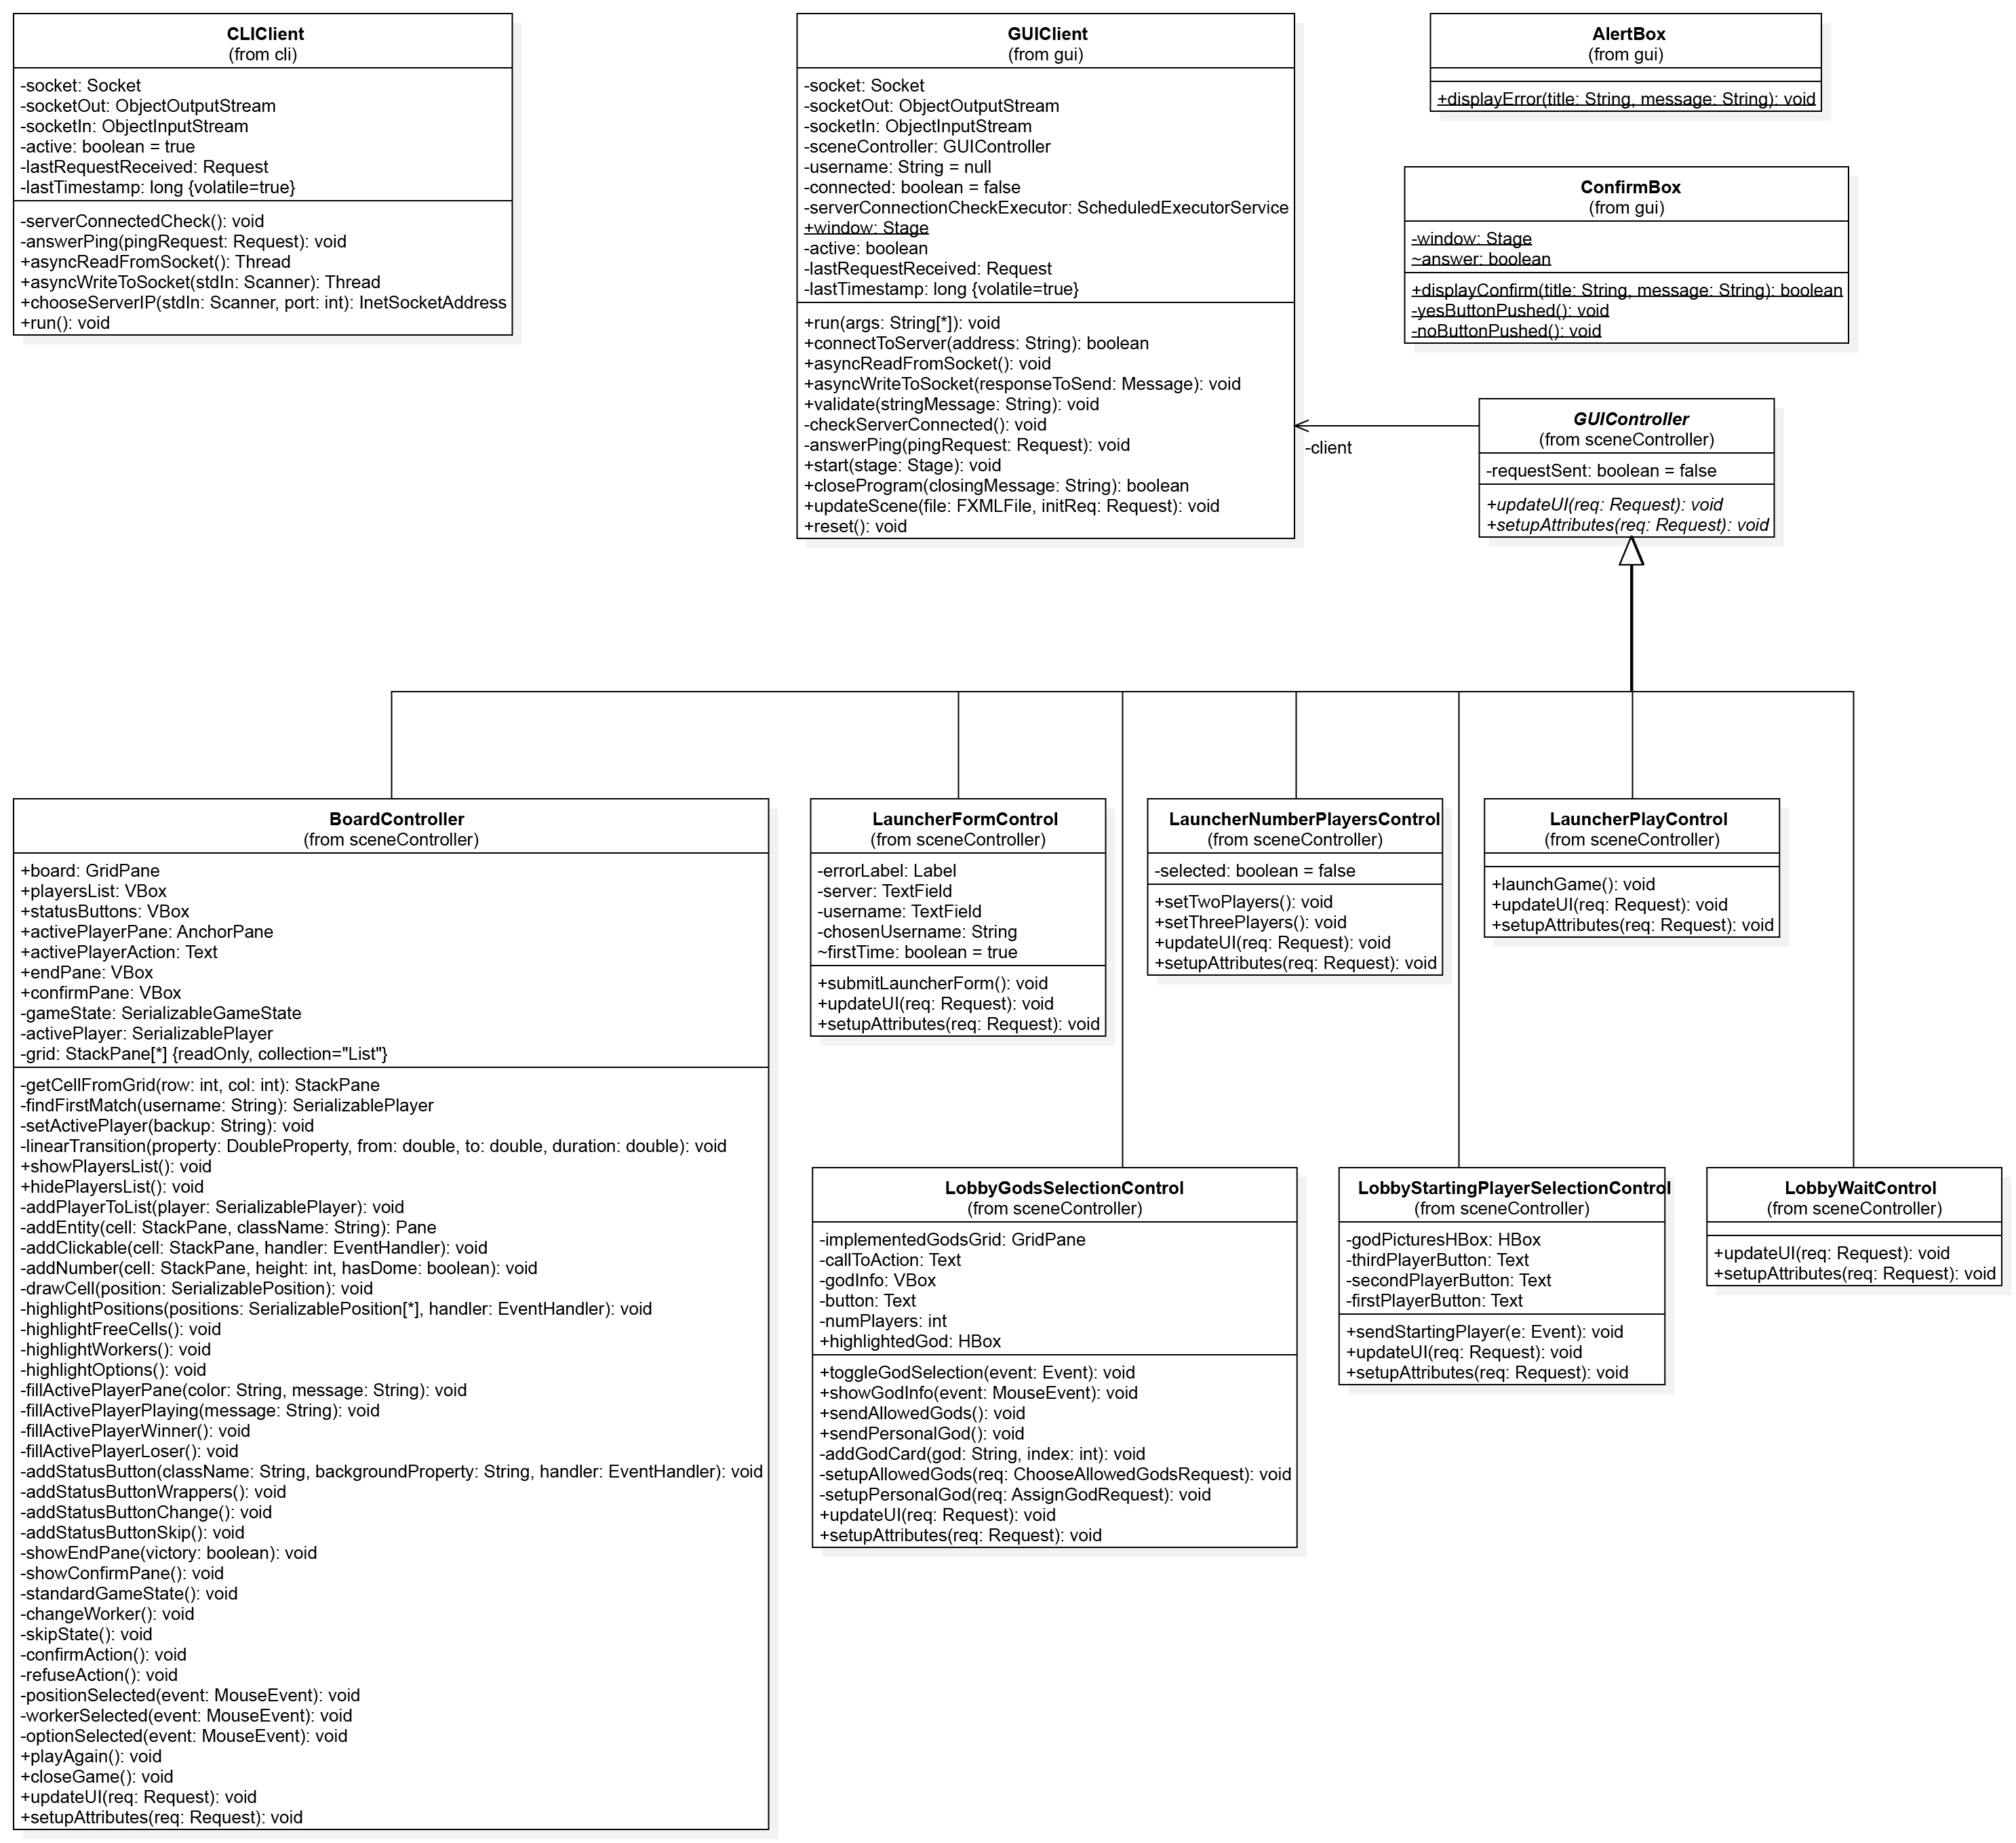 CLIClient
(from cli)
-socket: Socket
-socketOut: ObjectOutputStream
-socketIn: ObjectInputStream
-active: boolean = true
-lastRequestReceived: Request
-lastTimestamp: long {volatile=true}
-serverConnectedCheck(): void
-answerPing(pingRequest: Request): void
+asyncReadFromSocket(): Thread
+asyncWriteToSocket(stdIn: Scanner): Thread
+chooseServerIP(stdIn: Scanner, port: int): InetSocketAddress
+run(): void
GUIClient
(from gui)
-socket: Socket
-socketOut: ObjectOutputStream
-socketIn: ObjectInputStream
-sceneController: GUIController
-username: String = null
-connected: boolean = false
-serverConnectionCheckExecutor: ScheduledExecutorService
+window: Stage
-active: boolean
-lastRequestReceived: Request
-lastTimestamp: long {volatile=true}
+run(args: String[*]): void
+connectToServer(address: String): boolean
+asyncReadFromSocket(): void
+asyncWriteToSocket(responseToSend: Message): void
+validate(stringMessage: String): void
-checkServerConnected(): void
-answerPing(pingRequest: Request): void
+start(stage: Stage): void
+closeProgram(closingMessage: String): boolean
+updateScene(file: FXMLFile, initReq: Request): void
+reset(): void
AlertBox
(from gui)
+displayError(title: String, message: String): void
ConfirmBox
(from gui)
-window: Stage
~answer: boolean
+displayConfirm(title: String, message: String): boolean
-yesButtonPushed(): void
-noButtonPushed(): void
GUIController
(from sceneController)
-requestSent: boolean = false
+updateUI(req: Request): void
+setupAttributes(req: Request): void
-client
BoardController
(from sceneController)
+board: GridPane
+playersList: VBox
+statusButtons: VBox
+activePlayerPane: AnchorPane
+activePlayerAction: Text
+endPane: VBox
+confirmPane: VBox
-gameState: SerializableGameState
-activePlayer: SerializablePlayer
-grid: StackPane[*] {readOnly, collection="List"}
-getCellFromGrid(row: int, col: int): StackPane
-findFirstMatch(username: String): SerializablePlayer
-setActivePlayer(backup: String): void
-linearTransition(property: DoubleProperty, from: double, to: double, duration: double): void
+showPlayersList(): void
+hidePlayersList(): void
-addPlayerToList(player: SerializablePlayer): void
-addEntity(cell: StackPane, className: String): Pane
-addClickable(cell: StackPane, handler: EventHandler): void
-addNumber(cell: StackPane, height: int, hasDome: boolean): void
-drawCell(position: SerializablePosition): void
-highlightPositions(positions: SerializablePosition[*], handler: EventHandler): void
-highlightFreeCells(): void
-highlightWorkers(): void
-highlightOptions(): void
-fillActivePlayerPane(color: String, message: String): void
-fillActivePlayerPlaying(message: String): void
-fillActivePlayerWinner(): void
-fillActivePlayerLoser(): void
-addStatusButton(className: String, backgroundProperty: String, handler: EventHandler): void
-addStatusButtonWrappers(): void
-addStatusButtonChange(): void
-addStatusButtonSkip(): void
-showEndPane(victory: boolean): void
-showConfirmPane(): void
-standardGameState(): void
-changeWorker(): void
-skipState(): void
-confirmAction(): void
-refuseAction(): void
-positionSelected(event: MouseEvent): void
-workerSelected(event: MouseEvent): void
-optionSelected(event: MouseEvent): void
+playAgain(): void
+closeGame(): void
+updateUI(req: Request): void
+setupAttributes(req: Request): void
LauncherFormControl
(from sceneController)
-errorLabel: Label
-server: TextField
-username: TextField
-chosenUsername: String
~firstTime: boolean = true
+submitLauncherForm(): void
+updateUI(req: Request): void
+setupAttributes(req: Request): void
LauncherNumberPlayersControl
(from sceneController)
-selected: boolean = false
+setTwoPlayers(): void
+setThreePlayers(): void
+updateUI(req: Request): void
+setupAttributes(req: Request): void
LauncherPlayControl
(from sceneController)
+launchGame(): void
+updateUI(req: Request): void
+setupAttributes(req: Request): void
LobbyGodsSelectionControl
(from sceneController)
-implementedGodsGrid: GridPane
-callToAction: Text
-godInfo: VBox
-button: Text
-numPlayers: int
+highlightedGod: HBox
+toggleGodSelection(event: Event): void
+showGodInfo(event: MouseEvent): void
+sendAllowedGods(): void
+sendPersonalGod(): void
-addGodCard(god: String, index: int): void
-setupAllowedGods(req: ChooseAllowedGodsRequest): void
-setupPersonalGod(req: AssignGodRequest): void
+updateUI(req: Request): void
+setupAttributes(req: Request): void
LobbyStartingPlayerSelectionControl
(from sceneController)
-godPicturesHBox: HBox
-thirdPlayerButton: Text
-secondPlayerButton: Text
-firstPlayerButton: Text
+sendStartingPlayer(e: Event): void
+updateUI(req: Request): void
+setupAttributes(req: Request): void
LobbyWaitControl
(from sceneController)
+updateUI(req: Request): void
+setupAttributes(req: Request): void